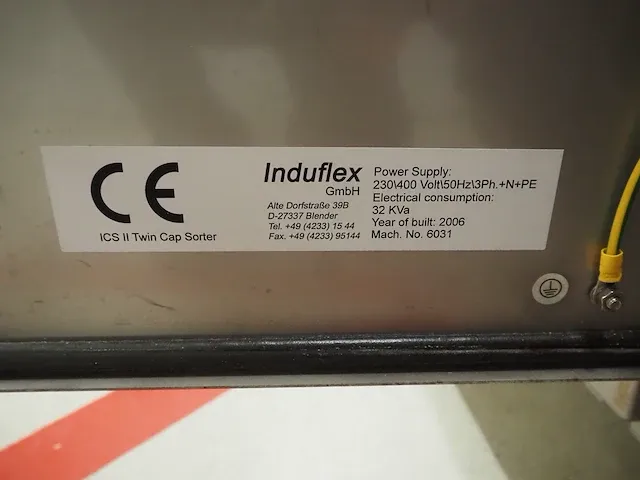 CE
ICS II Twin Cap Sorter
Induflex
GmbH
Alte Dorfstraße 39B
D-27337 Blender
Tel. +49 (4233) 15 44
Fax. +49 (4233) 95144
Power Supply:
230\400 Volt\50Hz\3Ph.+N+PE
Electrical consumption:
32 KVa
Year of built: 2006
Mach. No. 6031